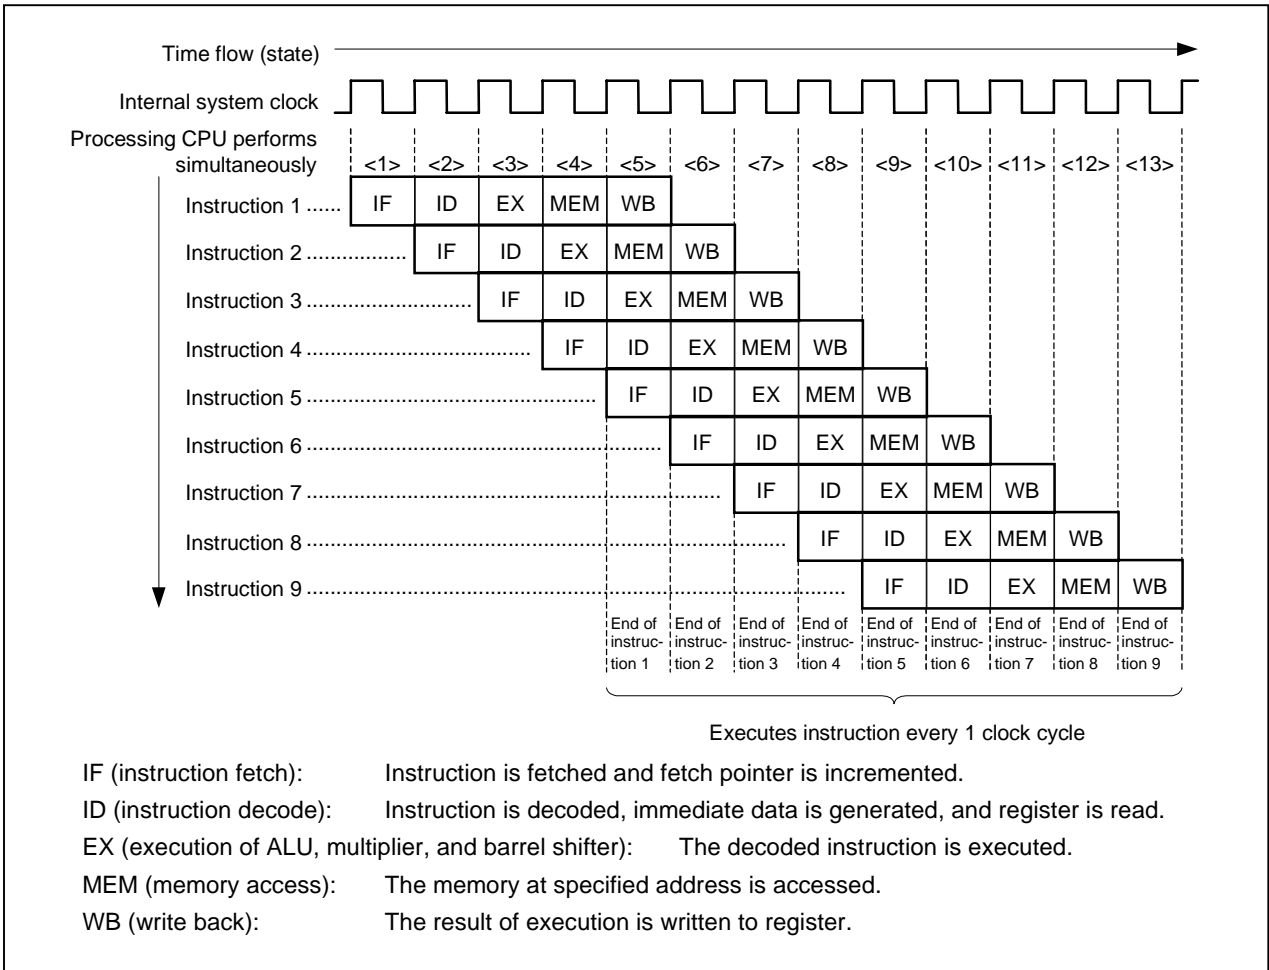 Time flow (state)
Internal system clock
Processing CPU performs
simultaneously <1> <2> <3> <4> <5> <6> <7> <8> <9> <10> <11> <12> <13>
Instruction 1 ...... IF ID EX MEM WB
Instruction 2 .................. IF ID EX MEM WB
Instruction 3 ............................ IF ID EX MEM WB
Instruction 4 ...................................... IF ID EX MEM WB
Instruction 5 ................................................ IF ID EX MEM WB
Instruction 6 .......................................................... IF ID EX MEM WB
Instruction 7 .................................................................... IF ID EX MEM WB
Instruction 8 .............................................................................. IF ID EX MEM WB
Instruction 9 ........................................................................................ IF ID EX MEM WB
End of End of End of End of End of End of End of End of End of
instruc- instruc- instruc- instruc- instruc- instruc- instruc- instruc- instruc-
tion 1 tion 2 tion 3 tion 4 tion 5 tion 6 tion 7 tion 8 tion 9
Executes instruction every 1 clock cycle
IF (instruction fetch): Instruction is fetched and fetch pointer is incremented.
ID (instruction decode): Instruction is decoded, immediate data is generated, and register is read.
EX (execution of ALU, multiplier, and barrel shifter): The decoded instruction is executed.
MEM (memory access): The memory at specified address is accessed.
WB (write back): The result of execution is written to register.